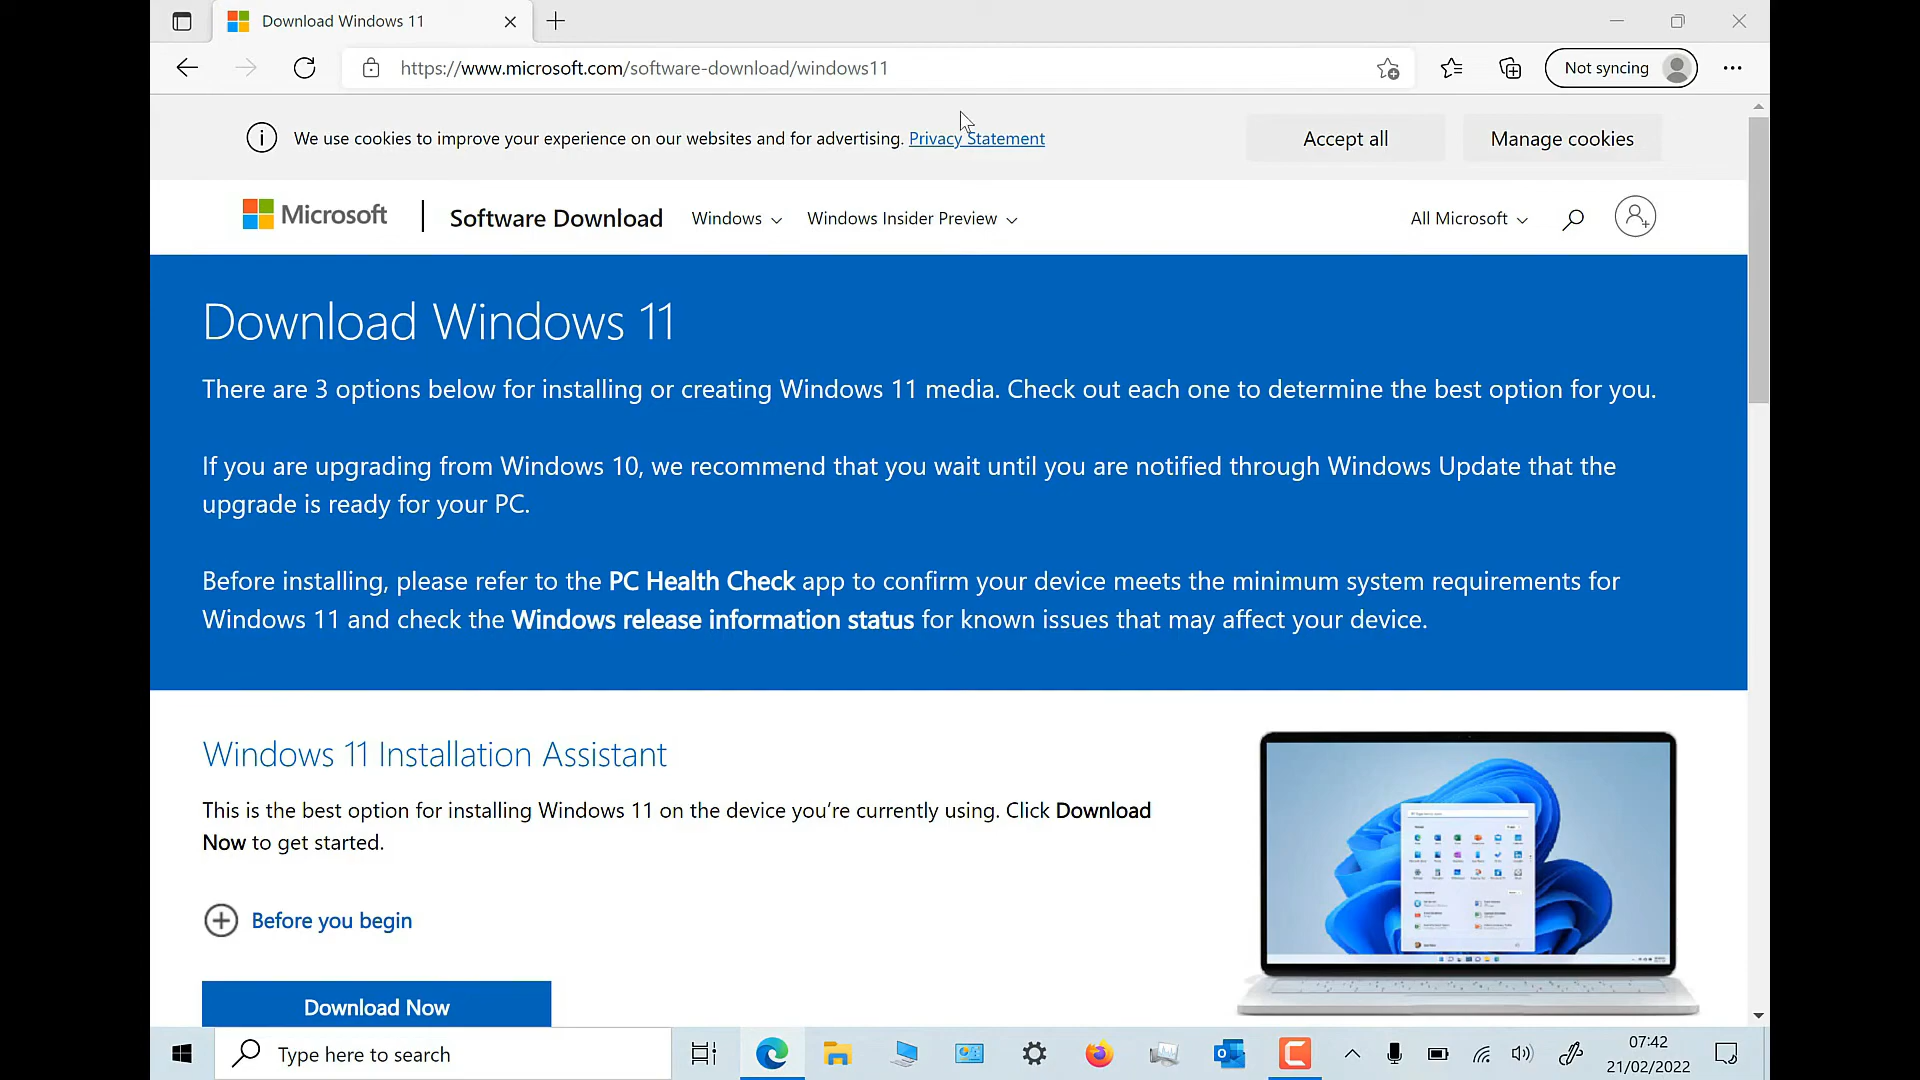 Download Windows 11
https://www.microsoft.com/software-download/windows11
Not syncing
We use cookies to improve your experience on our websites and for advertising. Privacy Statement
Accept all
Manage cookies
Microsoft
Software Download
Windows
Windows Insider Preview
All Microsoft
Download Windows 11
There are 3 options below for installing or creating Windows 11 media. Check out each one to determine the best option for you.
If you are upgrading from Windows 10, we recommend that you wait until you are notified through Windows Update that the
upgrade is ready for your PC.
Before installing, please refer to the PC Health Check app to confirm your device meets the minimum system requirements for
Windows 11 and check the Windows release information status for known issues that may affect your device.
Windows 11 Installation Assistant
This is the best option for installing Windows 11 on the device you’re currently using. Click Download
Now to get started.
Before you begin
Download Now
Type here to search
07:42
21/02/2022